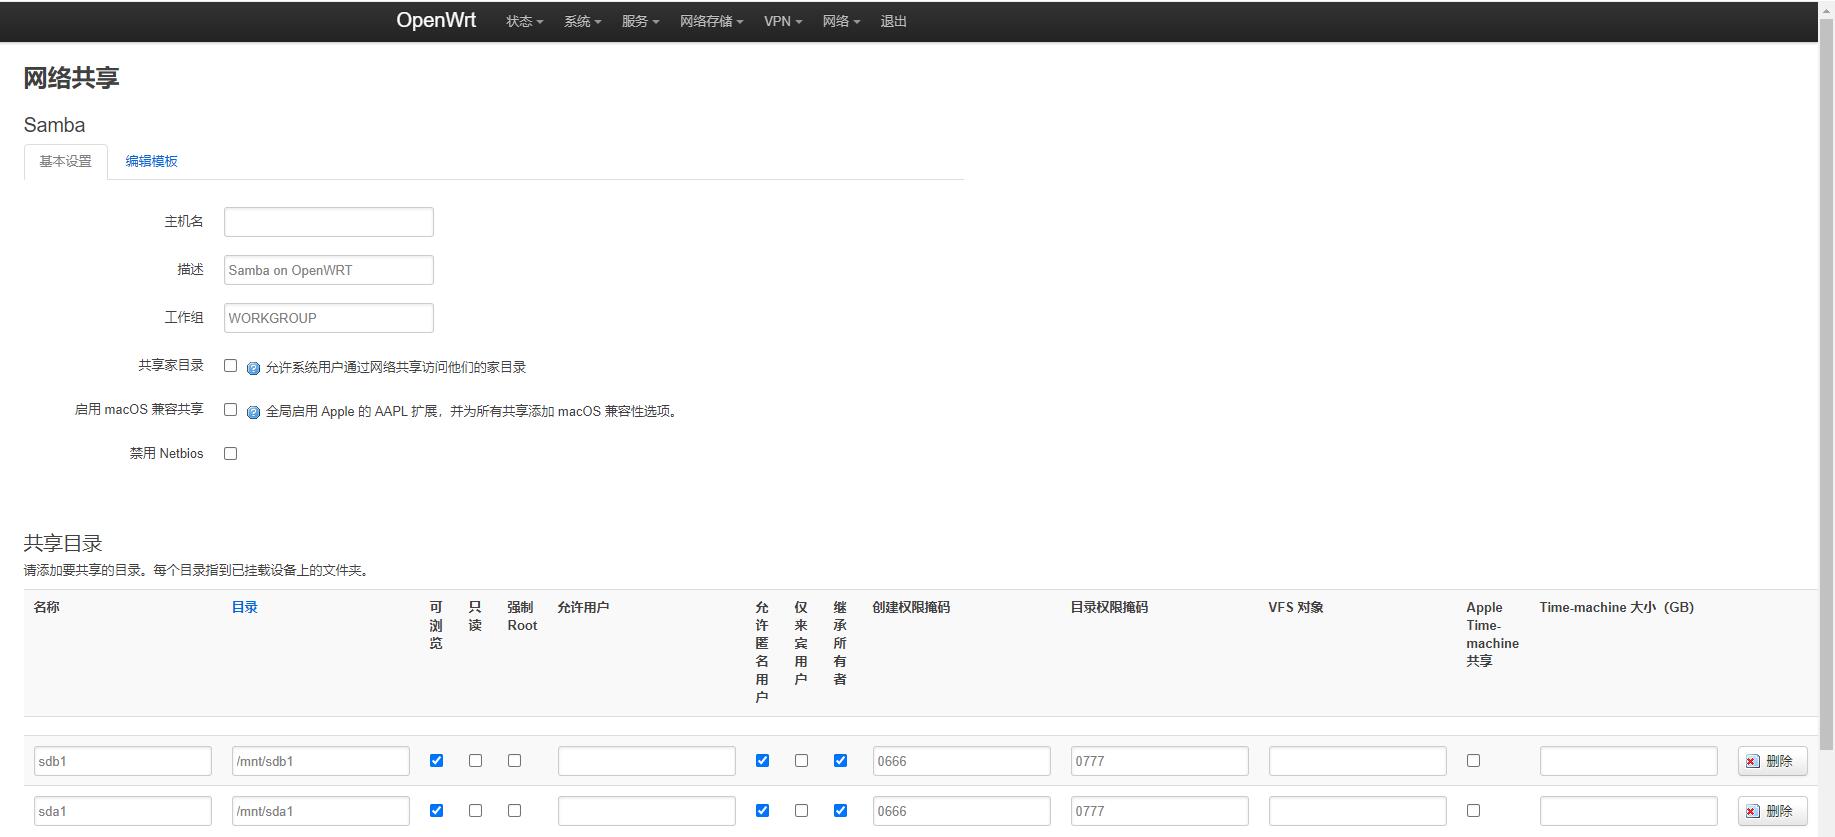 OpenWrt 状态 系统 服务 网络存储 VPN 网络 退出
网络共享
Samba
基本设置 编辑模板
主机名
描述 Samba on OpenWRT
工作组 WORKGROUP
共享家目录 允许系统用户通过网络共享访问他们的家目录
启用 macOS 兼容共享 全局启用 Apple 的 AAPL 扩展，并为所有共享添加 macOS 兼容性选项。
禁用 Netbios
共享目录
请添加要共享的目录。每个目录指到已挂载设备上的文件夹。
名称 目录 可浏览 只读 强制 Root 允许用户 允许匿名用户 仅来宾用户 继承所有者 创建权限掩码 目录权限掩码 VFS 对象 Apple Time-machine 共享 Time-machine 大小（GB）
sdb1 /mnt/sdb1 0666 0777 删除
sda1 /mnt/sda1 0666 0777 删除